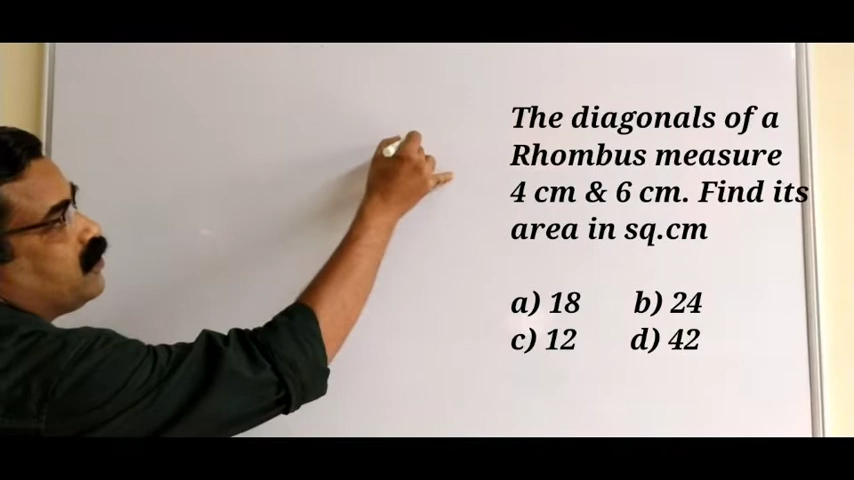 The diagonals of a
Rhombus measure
4 cm & 6 cm. Find its
area in sq.cm
a) 18 b) 24
c) 12 d) 42